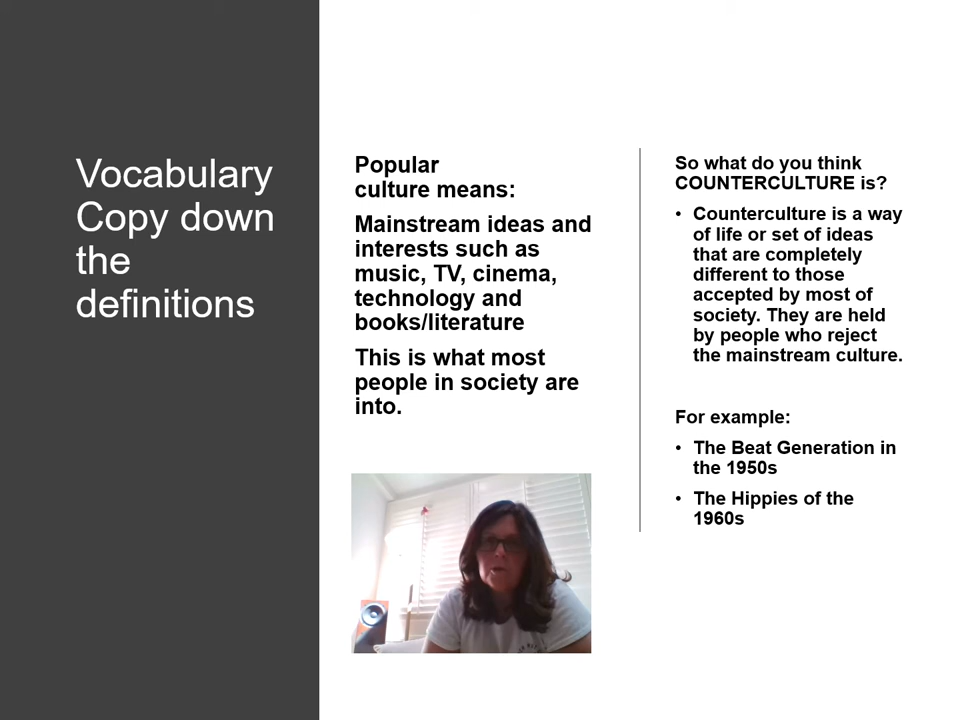 Vocabulary
Copy down
the
definitions
Popular
culture means:
Mainstream ideas and
interests such as
music, TV, cinema,
technology and
books/literature
This is what most
people in society are
into.
So what do you think
COUNTERCULTURE is?
• Counterculture is a way
of life or set of ideas
that are completely
different to those
accepted by most of
society. They are held
by people who reject
the mainstream culture.
For example:
• The Beat Generation in
the 1950s
• The Hippies of the
1960s